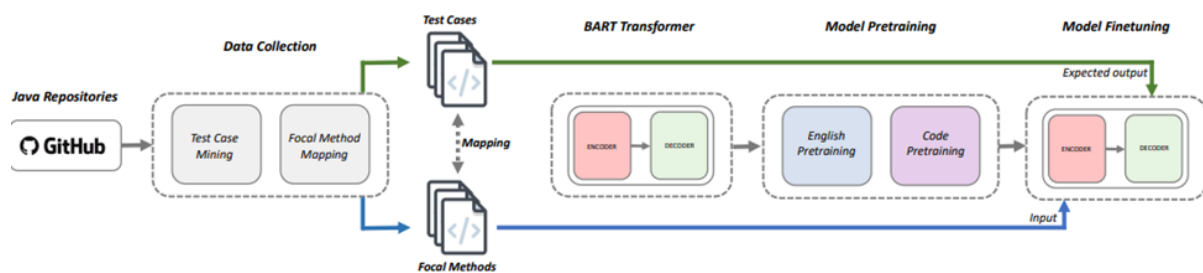 Test Cases
BART Transformer
Model Pretraining
Model Finetuning
Data Collection
Expected output
Java Repositories
GitHub
Test Case
Mining
Focal Method
Mapping
Mapping
ENCODER
DECODER
English
Pretraining
Code
Pretraining
ENCODER
DECODER
Input
Focal Methods